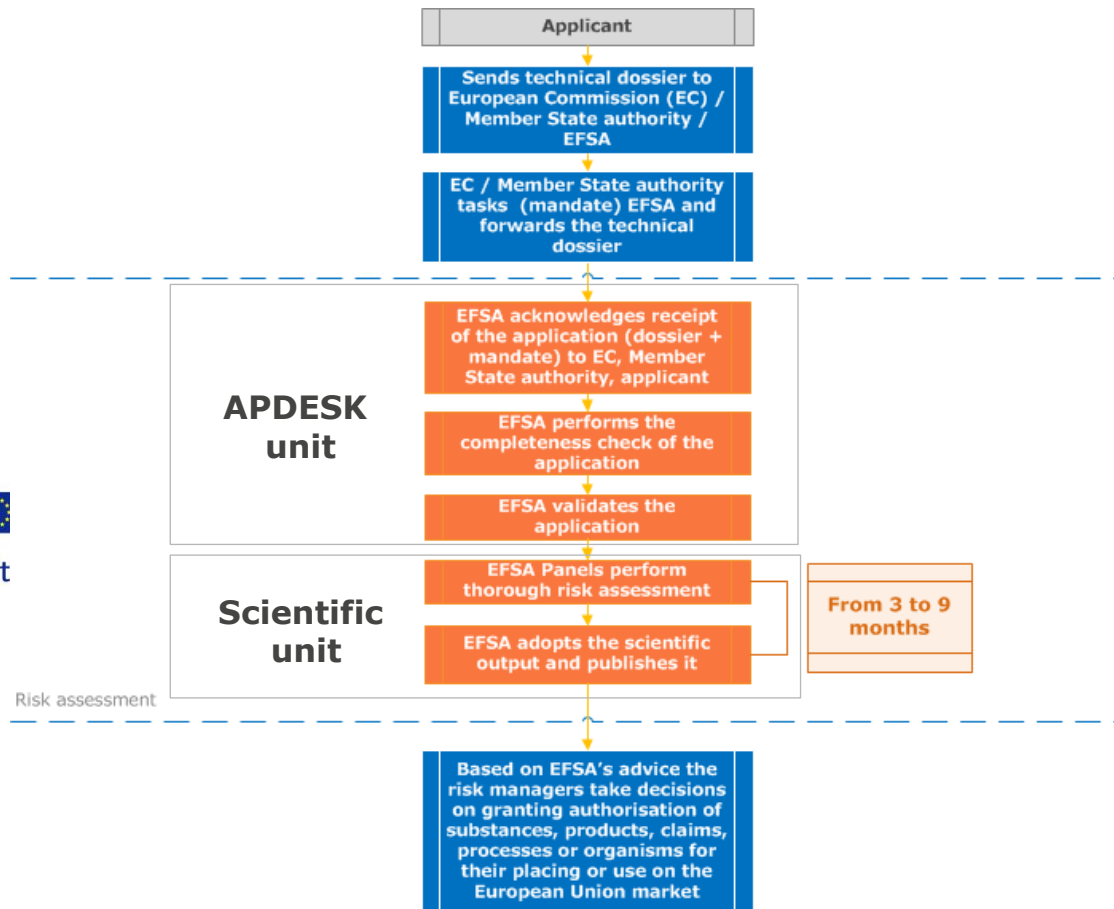 Applicant
Sends technical dossier to
European Commission (EC) /
Member State authority /
EFSA
EC / Member State authority
tasks (mandate) EFSA and
forwards the technical
dossier
APDESK
unit
EFSA acknowledges receipt
of the application (dossier +
mandate) to EC, Member
State authority, applicant
EFSA performs the
completeness check of the
application
EFSA validates the
application
t
Scientific
unit
EFSA Panels perform
thorough risk assessment
EFSA adopts the scientific
output and publishes it
From 3 to 9
months
Risk assessment
Based on EFSA’s advice the
risk managers take decisions
on granting authorisation of
substances, products, claims,
processes or organisms for
their placing or use on the
European Union market